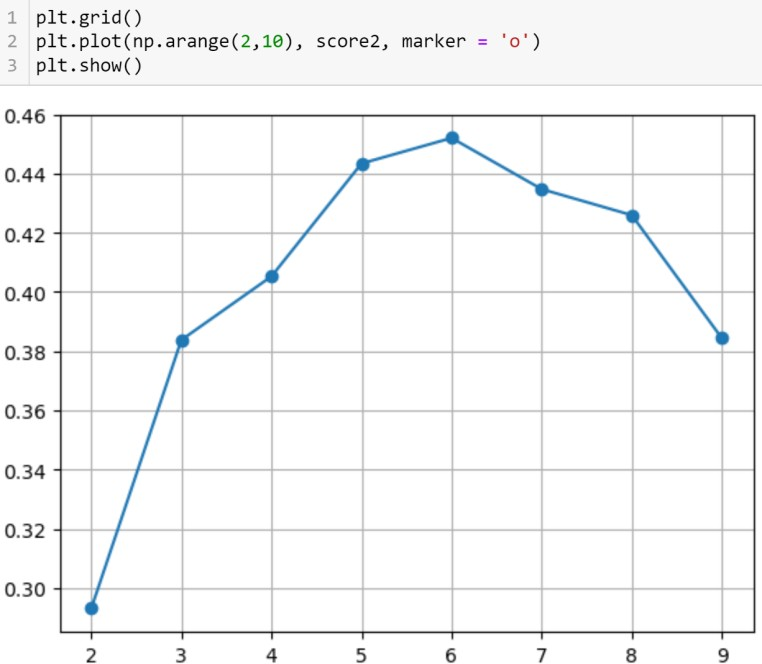 1 plt.grid()
2 plt.plot(np.arange(2,10), score2, marker = 'o')
3 plt.show()
0.46
0.44
0.42
0.40
0.38
0.36
0.34
0.32
0.30
2 3 4 5 6 7 8 9